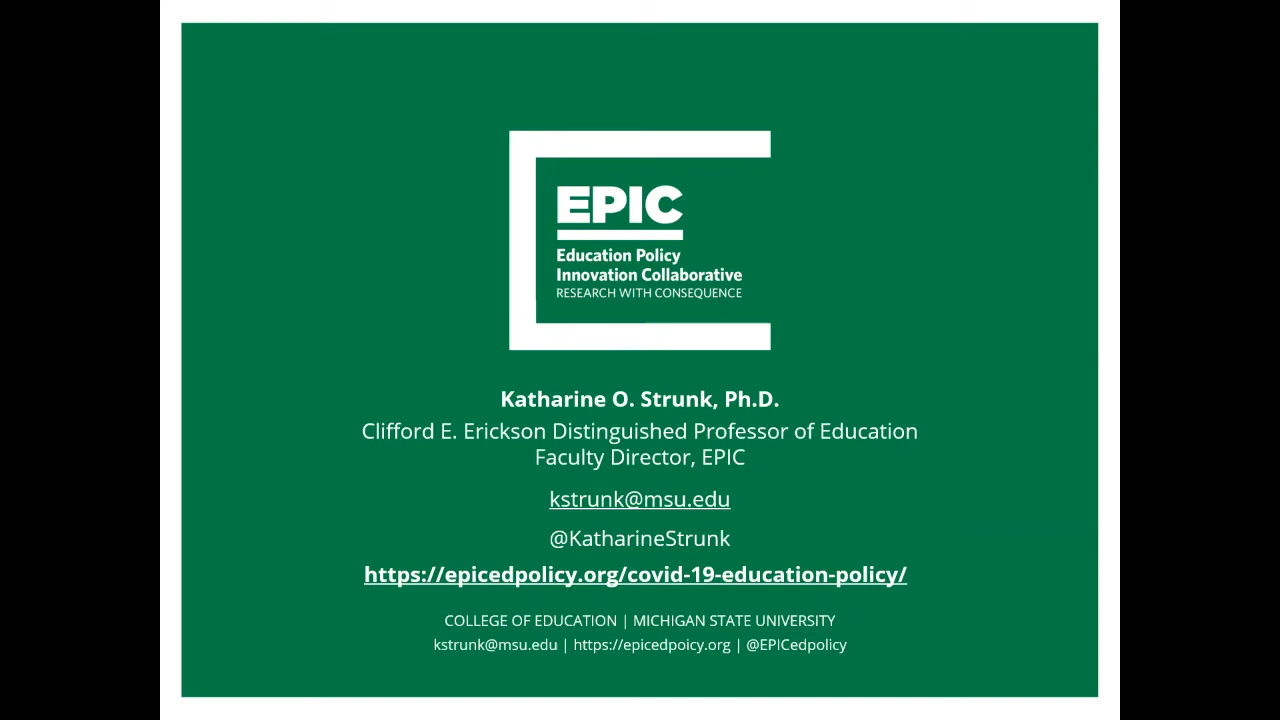 EPIC
Education Policy
Innovation Collaborative
RESEARCH WITH CONSEQUENCE
Katharine O. Strunk, Ph.D.
Clifford E. Erickson Distinguished Professor of Education
Faculty Director, EPIC
kstrunk@msu.edu
@KatharineStrunk
https://epicedpolicy.org/covid-19-education-policy/
COLLEGE OF EDUCATION | MICHIGAN STATE UNIVERSITY
kstrunk@msu.edu | https://epicedpoicy.org | @EPICedpolicy